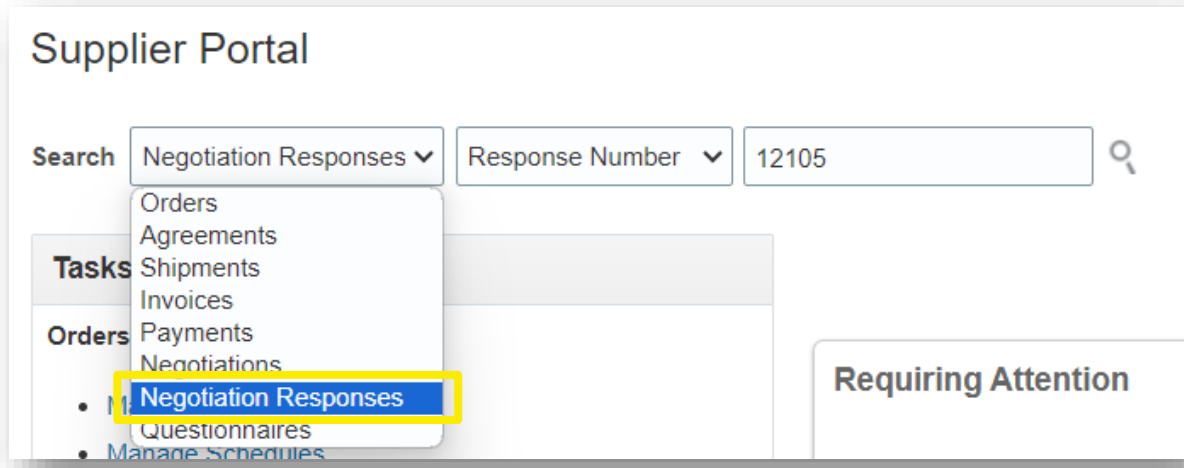 Supplier Portal
Search Negotiation Responses Response Number 12105
Orders
Agreements
Tasks Shipments
Invoices
Orders Payments
Negotiations
Requiring Attention
Negotiation Responses
Questionnaires
Manage Schedules